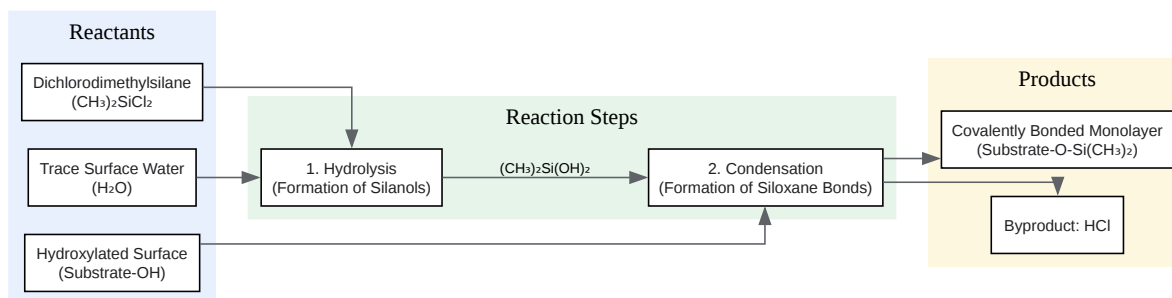 Reactants
Dichlorodimethylsilane
(CH₃)₂SiCl₂
Trace Surface Water
(H₂O)
Hydroxylated Surface
(Substrate-OH)
Reaction Steps
1. Hydrolysis
(Formation of Silanols)
(CH₃)₂Si(OH)₂
2. Condensation
(Formation of Siloxane Bonds)
Products
Covalently Bonded Monolayer
(Substrate-O-Si(CH₃)₂)
Byproduct: HCl